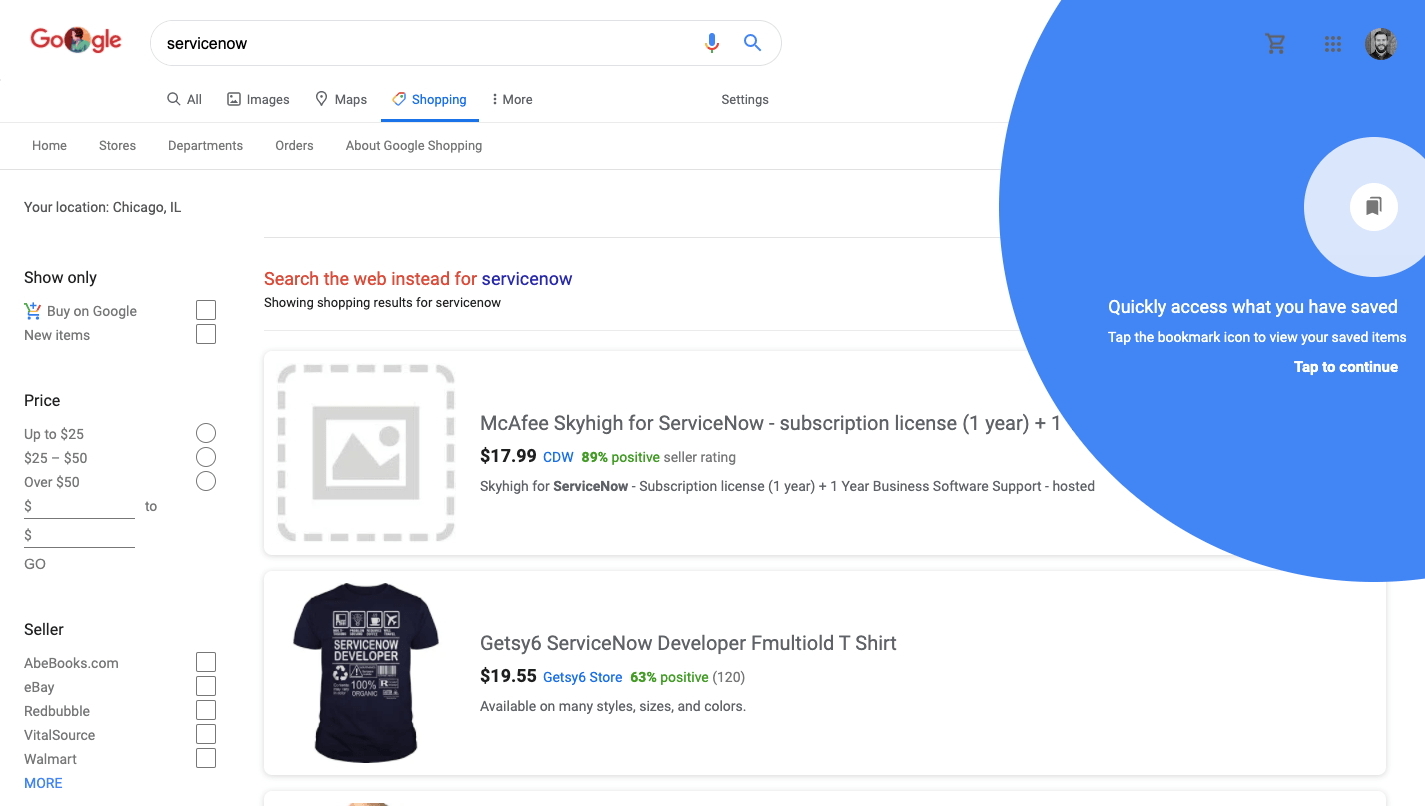 Google
servicenow
All Images Maps Shopping More Settings
Home Stores Departments Orders About Google Shopping
Your location: Chicago, IL
Show only
Buy on Google
New items
Price
Up to $25
$25 – $50
Over $50
$ to
$
GO
Seller
AbeBooks.com
eBay
Redbubble
VitalSource
Walmart
MORE
Search the web instead for servicenow
Showing shopping results for servicenow
McAfee Skyhigh for ServiceNow - subscription license (1 year) + 1
$17.99 CDW 89% positive seller rating
Skyhigh for ServiceNow - Subscription license (1 year) + 1 Year Business Software Support - hosted
SERVICENOW
DEVELOPER
100%
ORGANIC
Getsy6 ServiceNow Developer Fmultiold T Shirt
$19.55 Getsy6 Store 63% positive (120)
Available on many styles, sizes, and colors.
Quickly access what you have saved
Tap the bookmark icon to view your saved items
Tap to continue